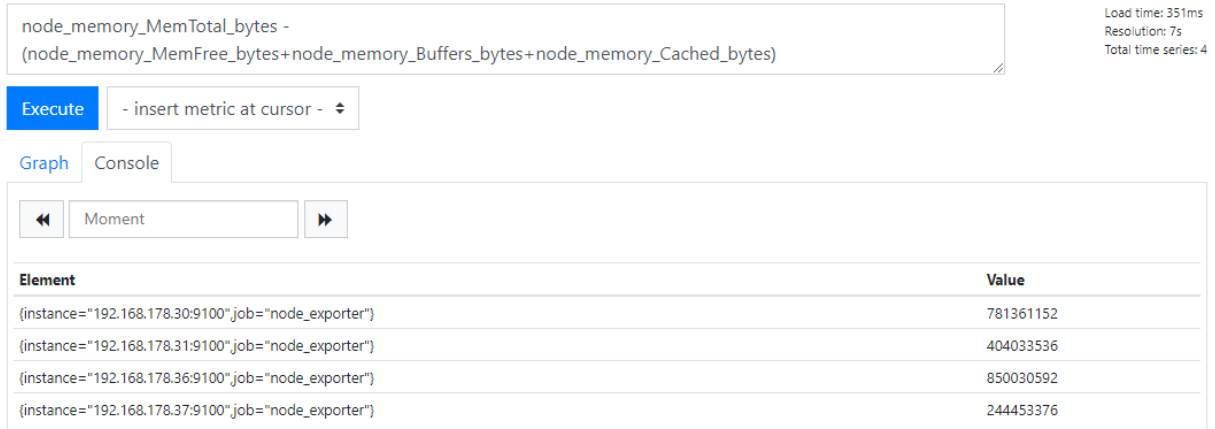 node_memory_MemTotal_bytes -
(node_memory_MemFree_bytes+node_memory_Buffers_bytes+node_memory_Cached_bytes)
Load time: 351ms
Resolution: 7s
Total time series: 4
Execute
- insert metric at cursor -
Graph Console
Moment
Element Value
{instance="192.168.178.30:9100",job="node_exporter"} 781361152
{instance="192.168.178.31:9100",job="node_exporter"} 404033536
{instance="192.168.178.36:9100",job="node_exporter"} 850030592
{instance="192.168.178.37:9100",job="node_exporter"} 244453376